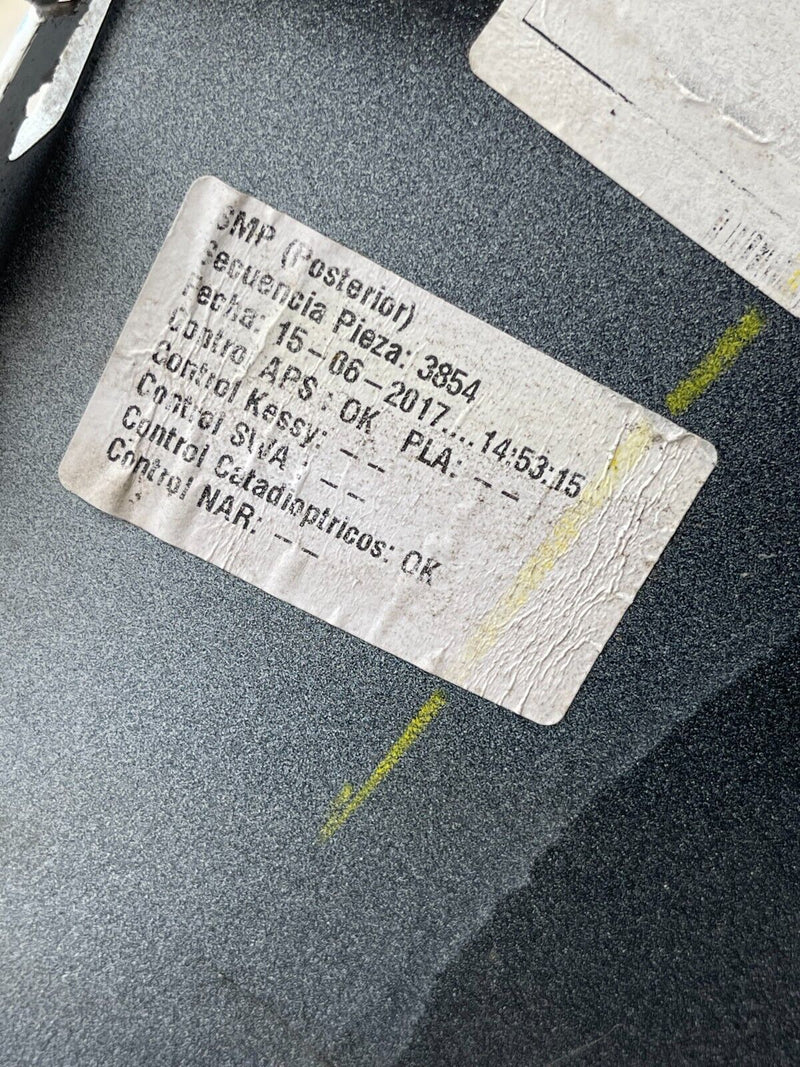 SMP (Posterior)
Secuencia Pieza: 3854
Fecha: 15-06-2017....14:53:15
Control APS : OK PLA: _ _
Control Kessy: _ _
Control SWA : _ _
Control Catadioptricos: OK
Control NAR: _ _